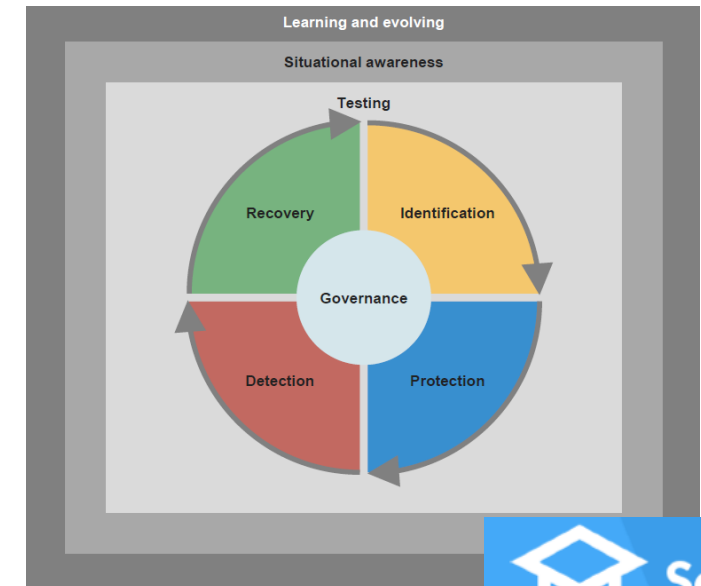 Learning and evolving
Situational awareness
Testing
Recovery
Identification
Governance
Detection
Protection